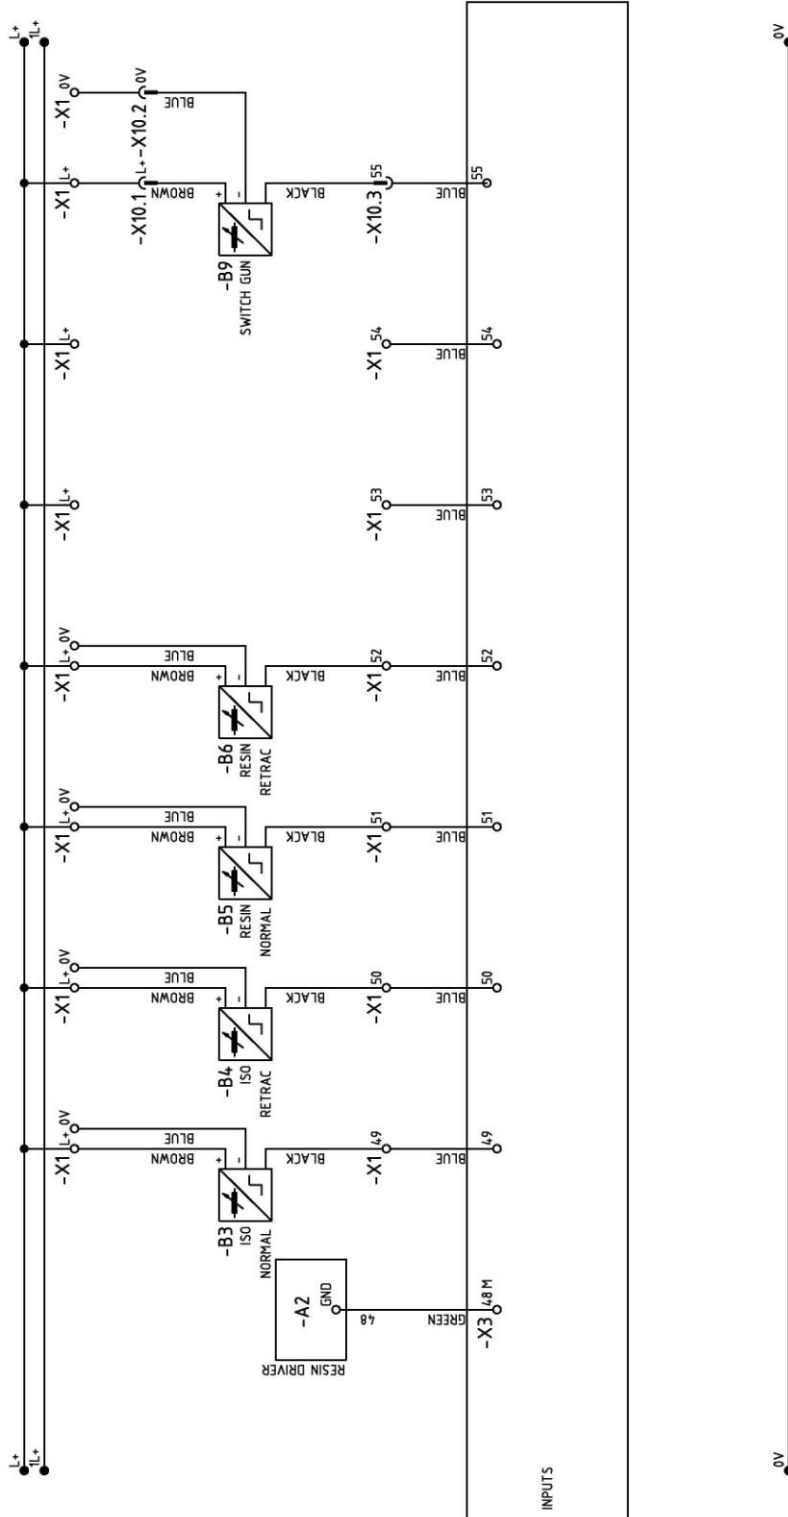 L+
1L+
0V
-X1 0V
-X10.2 0V
BLUE
-X1 L+
-X10.1 L+
BROWN
+
-
-B9
SWITCH GUN
BLACK
-X10.3 55
BLUE
55
-X1 L+
-X1 54
BLUE
54
-X1 L+
-X1 53
BLUE
53
-X1 L+ 0V
BLUE
BROWN
+
-
-B6
RESIN
RETRAC
BLACK
-X1 52
BLUE
52
-X1 L+ 0V
BLUE
BROWN
+
-
-B5
RESIN
NORMAL
BLACK
-X1 51
BLUE
51
-X1 L+ 0V
BLUE
BROWN
+
-
-B4
ISO
RETRAC
BLACK
-X1 50
BLUE
50
-X1 L+ 0V
BLUE
BROWN
+
-
-B3
ISO
NORMAL
BLACK
-X1 49
BLUE
49
-A2
GND
RESIN DRIVER
48
GREEN
-X3 48 M
L+
1L+
INPUTS
0V